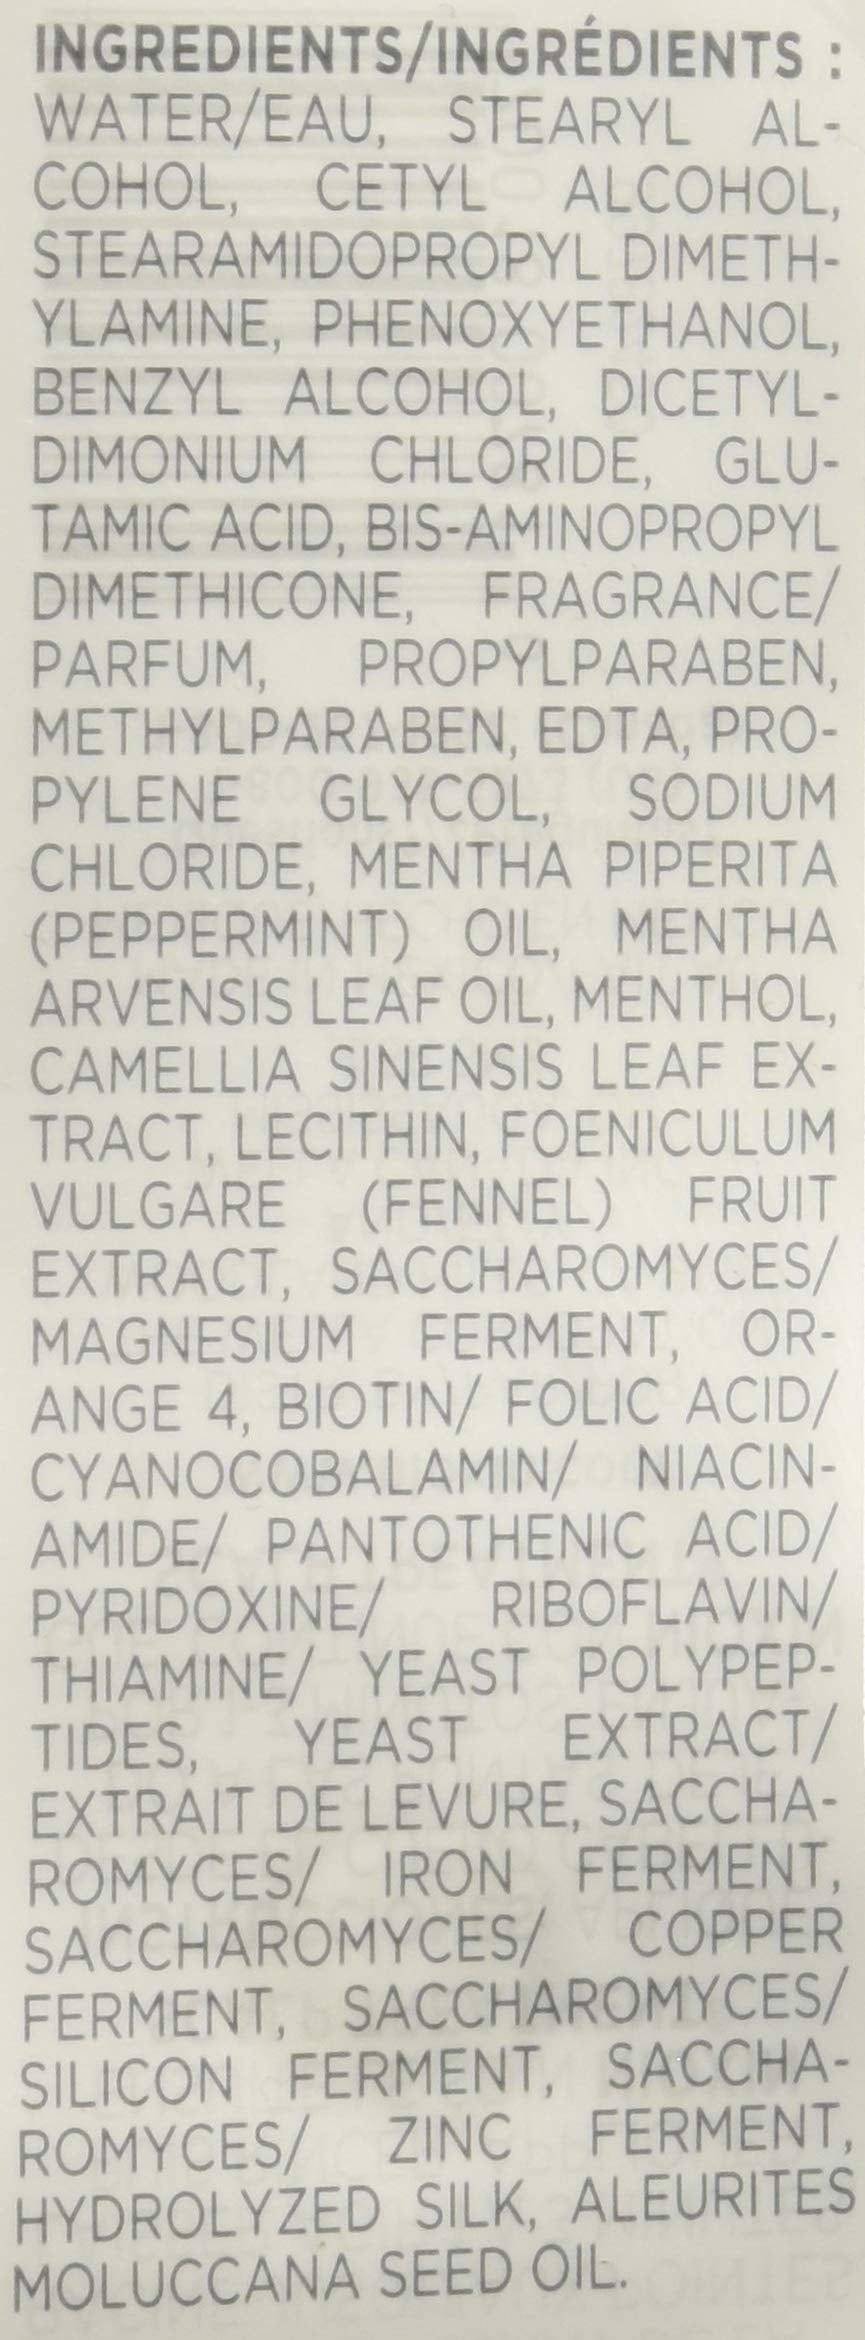 INGREDIENTS/INGRÉDIENTS :
WATER/EAU, STEARYL AL-
COHOL, CETYL ALCOHOL,
STEARAMIDOPROPYL DIMETH-
YLAMINE, PHENOXYETHANOL,
BENZYL ALCOHOL, DICETYL-
DIMONIUM CHLORIDE, GLU-
TAMIC ACID, BIS-AMINOPROPYL
DIMETHICONE, FRAGRANCE/
PARFUM, PROPYLPARABEN,
METHYLPARABEN, EDTA, PRO-
PYLENE GLYCOL, SODIUM
CHLORIDE, MENTHA PIPERITA
(PEPPERMINT) OIL, MENTHA
ARVENSIS LEAF OIL, MENTHOL,
CAMELLIA SINENSIS LEAF EX-
TRACT, LECITHIN, FOENICULUM
VULGARE (FENNEL) FRUIT
EXTRACT, SACCHAROMYCES/
MAGNESIUM FERMENT, OR-
ANGE 4, BIOTIN/ FOLIC ACID/
CYANOCOBALAMIN/ NIACIN-
AMIDE/ PANTOTHENIC ACID/
PYRIDOXINE/ RIBOFLAVIN/
THIAMINE/ YEAST POLYPEP-
TIDES, YEAST EXTRACT/
EXTRAIT DE LEVURE, SACCHA-
ROMYCES/ IRON FERMENT,
SACCHAROMYCES/ COPPER
FERMENT, SACCHAROMYCES/
SILICON FERMENT, SACCHA-
ROMYCES/ ZINC FERMENT,
HYDROLYZED SILK, ALEURITES
MOLUCCANA SEED OIL.